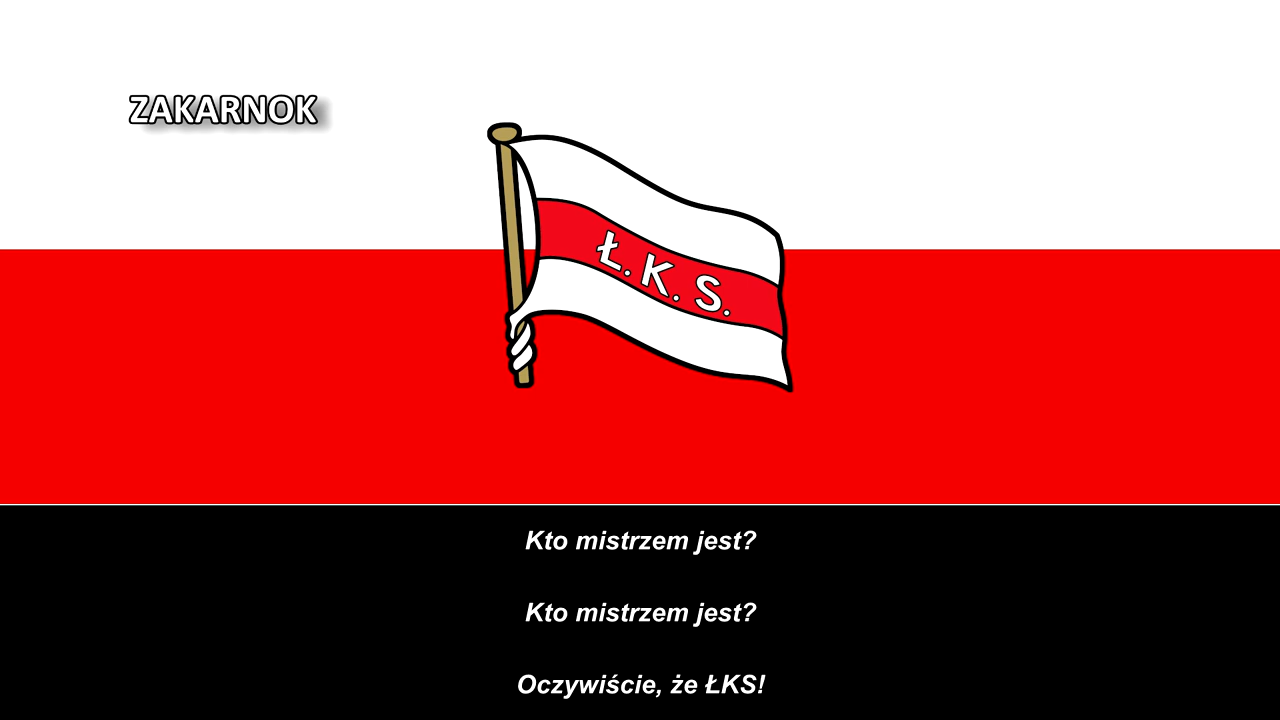 ZAKARNOK
Ł. K. S.
Kto mistrzem jest?
Kto mistrzem jest?
Oczywiście, że ŁKS!